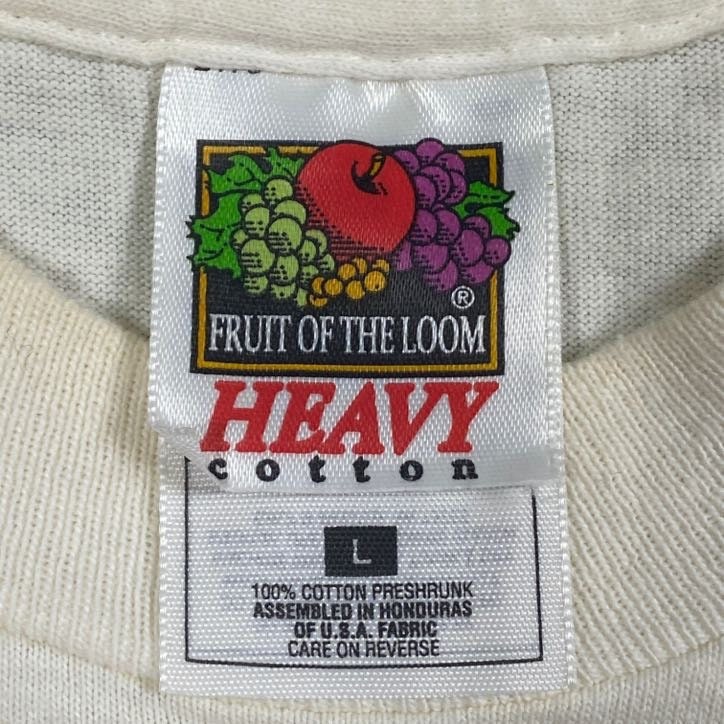 ®
FRUIT OF THE LOOM
HEAVY
cotton
L
100% COTTON PRESHRUNK
ASSEMBLED IN HONDURAS
OF U.S.A. FABRIC
CARE ON REVERSE